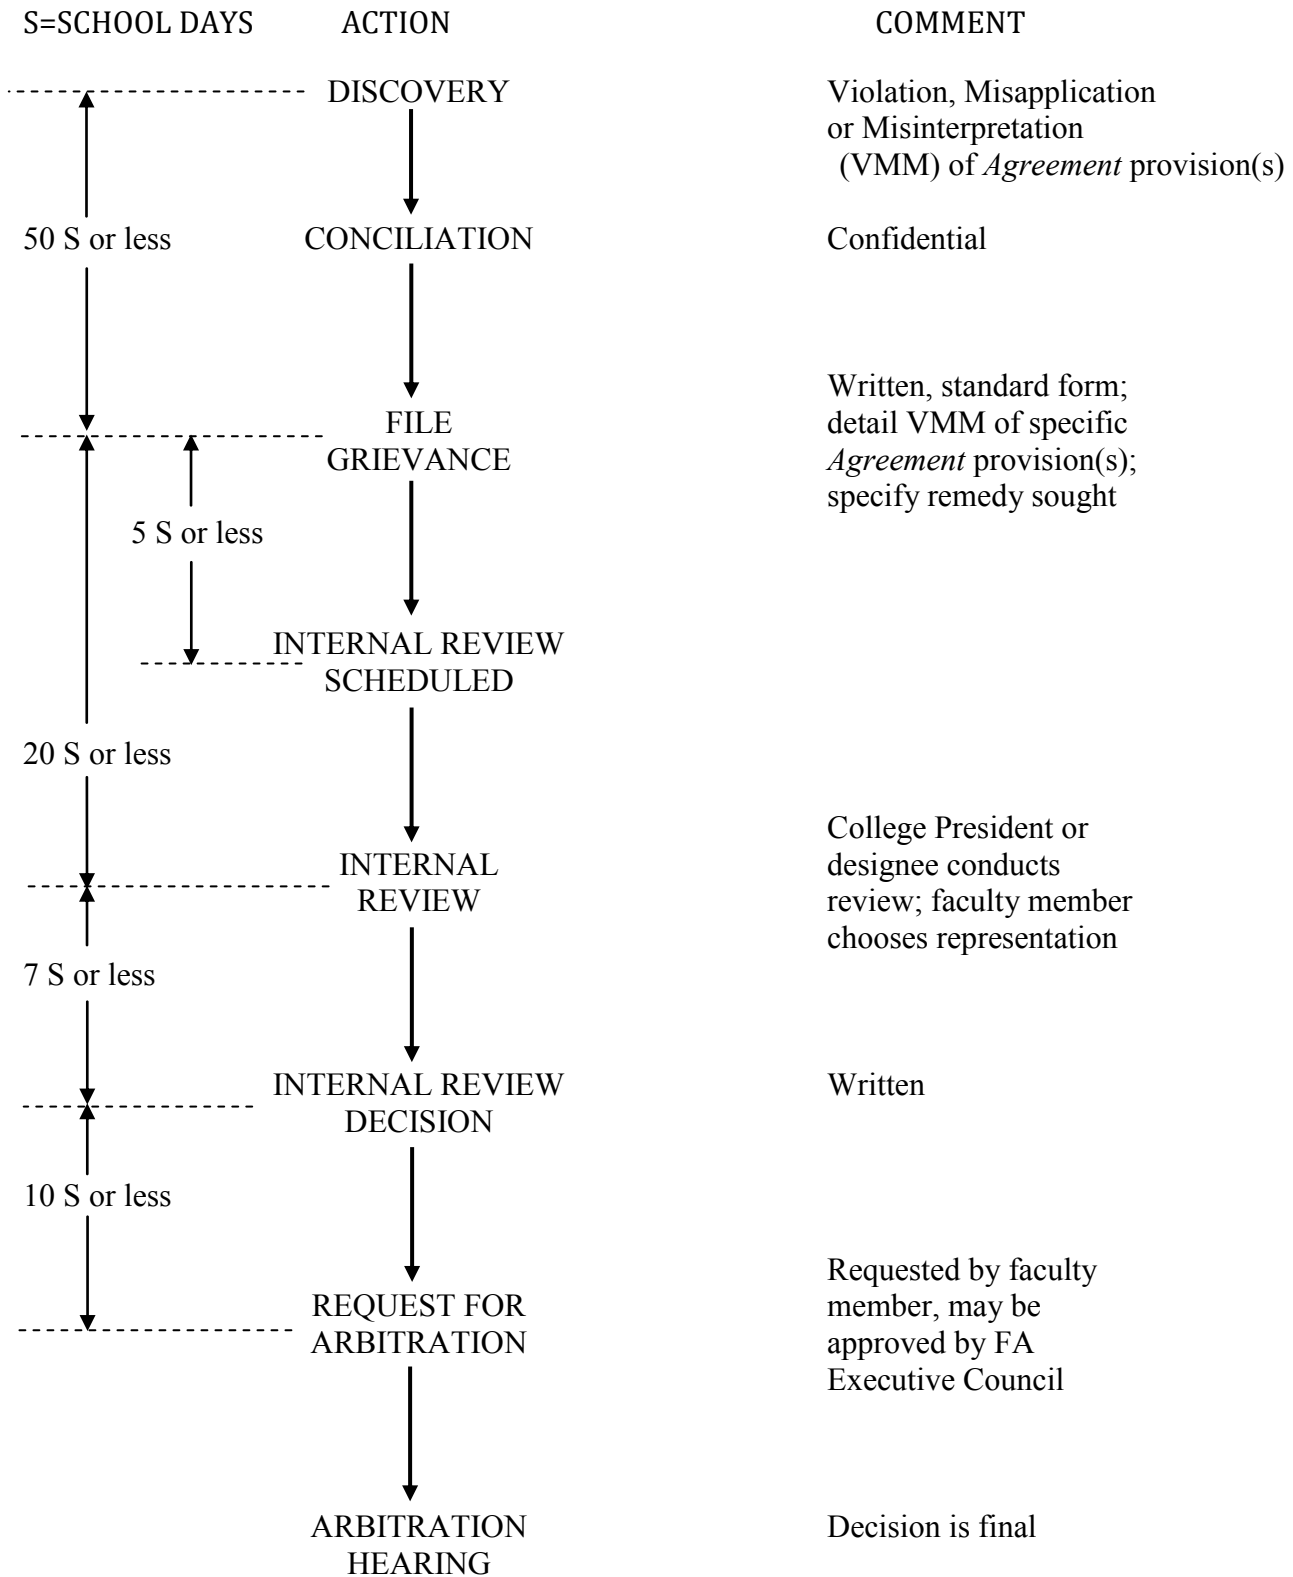 S=SCHOOL DAYS ACTION COMMENT
DISCOVERY
Violation, Misapplication
or Misinterpretation
(VMM) of Agreement provision(s)
50 S or less
CONCILIATION
Confidential
FILE
GRIEVANCE
Written, standard form;
detail VMM of specific
Agreement provision(s);
specify remedy sought
5 S or less
INTERNAL REVIEW
SCHEDULED
20 S or less
INTERNAL
REVIEW
College President or
designee conducts
review; faculty member
chooses representation
7 S or less
INTERNAL REVIEW
DECISION
Written
10 S or less
REQUEST FOR
ARBITRATION
Requested by faculty
member, may be
approved by FA
Executive Council
ARBITRATION
HEARING
Decision is final